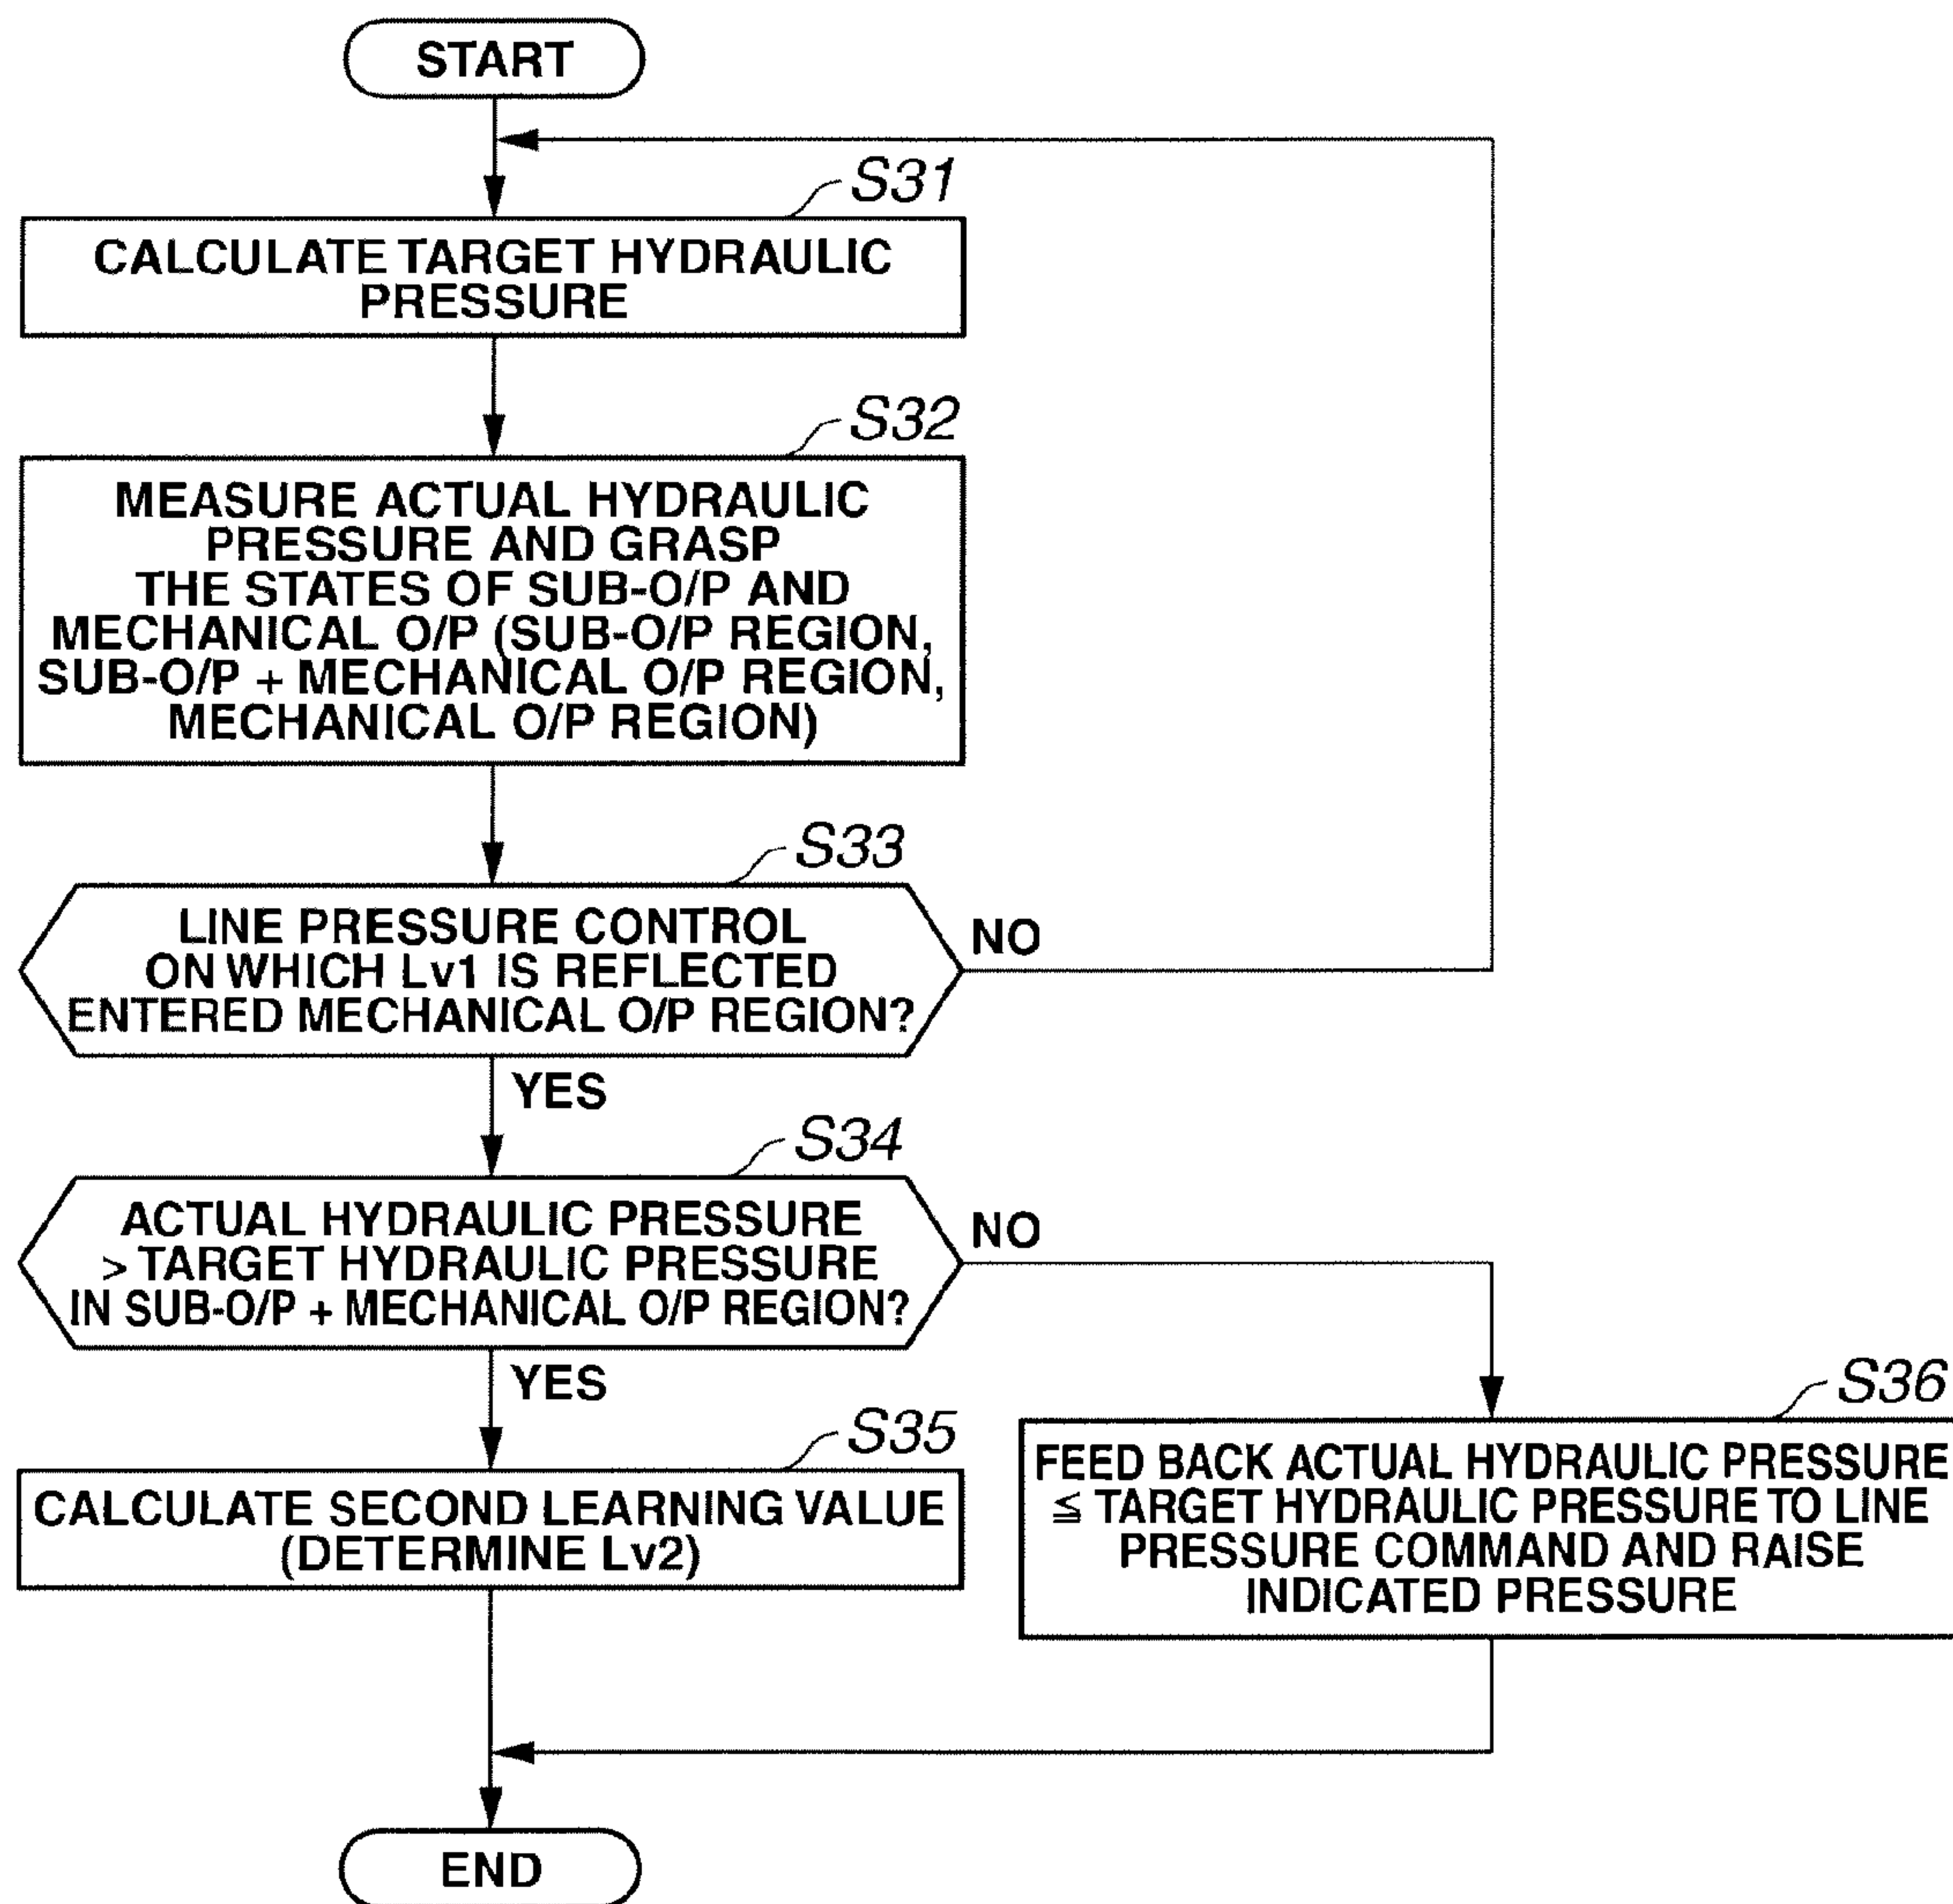 START
S31
CALCULATE TARGET HYDRAULIC
PRESSURE
S32
MEASURE ACTUAL HYDRAULIC
PRESSURE AND GRASP
THE STATES OF SUB-O/P AND
MECHANICAL O/P (SUB-O/P REGION,
SUB-O/P + MECHANICAL O/P REGION,
MECHANICAL O/P REGION)
S33
LINE PRESSURE CONTROL
ON WHICH Lv1 IS REFLECTED
ENTERED MECHANICAL O/P REGION?
NO
YES
S34
ACTUAL HYDRAULIC PRESSURE
> TARGET HYDRAULIC PRESSURE
IN SUB-O/P + MECHANICAL O/P REGION?
NO
YES
S35
CALCULATE SECOND LEARNING VALUE
(DETERMINE Lv2)
S36
FEED BACK ACTUAL HYDRAULIC PRESSURE
≦ TARGET HYDRAULIC PRESSURE TO LINE
PRESSURE COMMAND AND RAISE
INDICATED PRESSURE
END